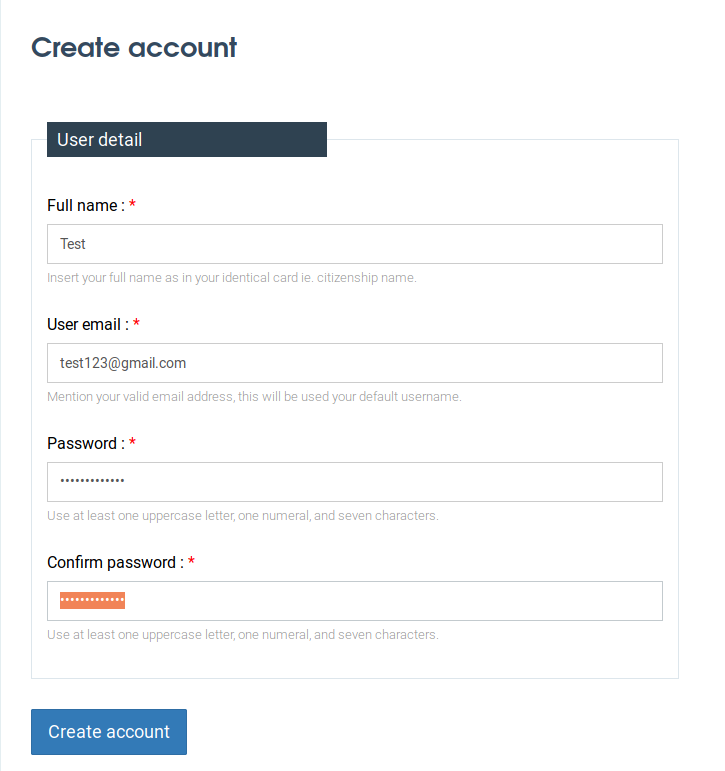 Create account
User detail
Full name : *
Test
Insert your full name as in your identical card ie. citizenship name.
User email : *
test123@gmail.com
Mention your valid email address, this will be used your default username.
Password : *
•••••••••••••
Use at least one uppercase letter, one numeral, and seven characters.
Confirm password : *
•••••••••••••
Use at least one uppercase letter, one numeral, and seven characters.
Create account